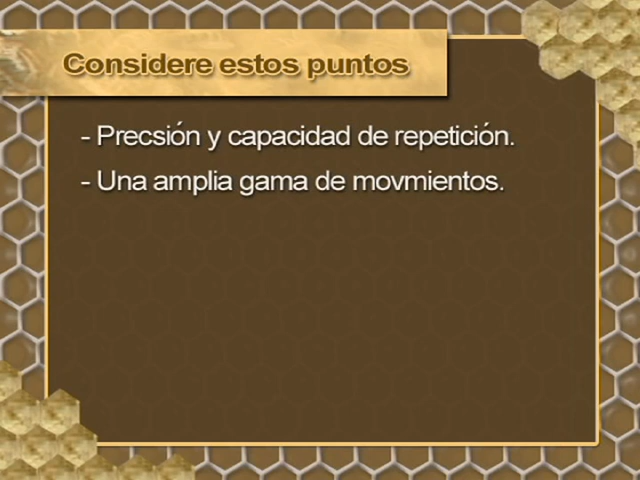 Considere estos puntos
- Precsión y capacidad de repetición.
- Una amplia gama de movmientos.